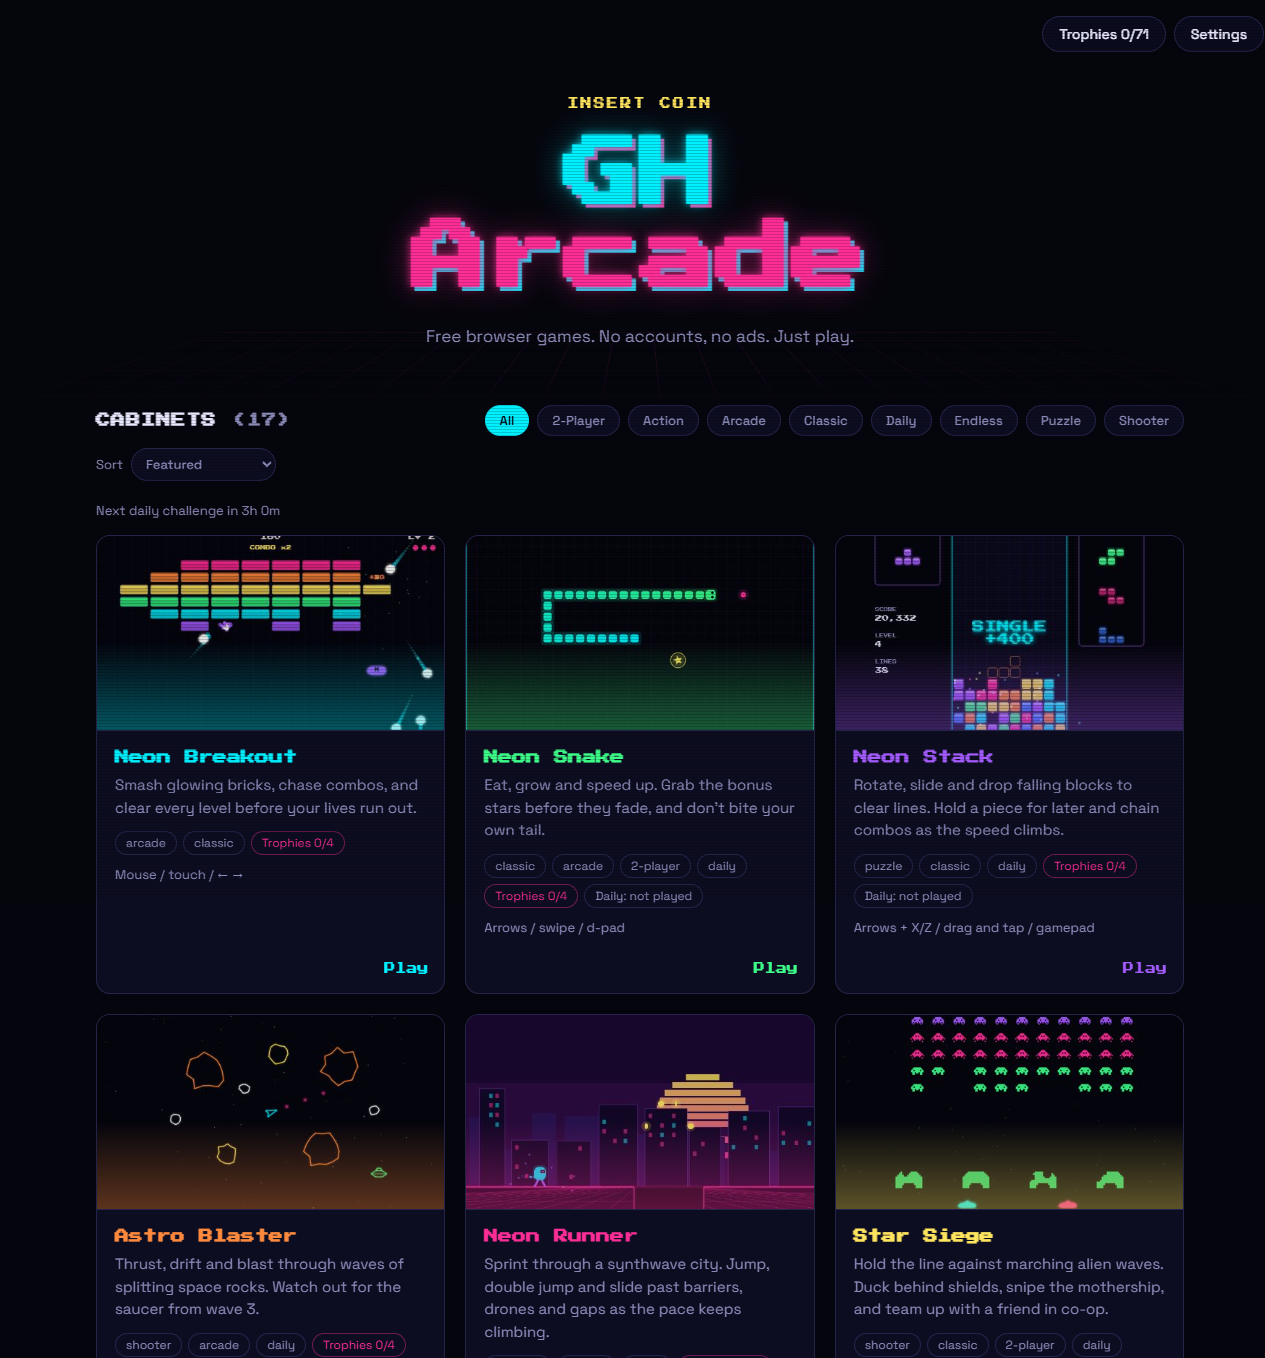 Trophies 0/71
Settings
INSERT COIN
GH
Arcade
Free browser games. No accounts, no ads. Just play.
CABINETS (17)
All
2-Player
Action
Arcade
Classic
Daily
Endless
Puzzle
Shooter
Sort
Featured
Next daily challenge in 3h 0m
COMBO x2
SCORE
20,332
LEVEL
4
LINES
38
SINGLE
+400
Neon Breakout
Smash glowing bricks, chase combos, and
clear every level before your lives run out.
arcade
classic
Trophies 0/4
Mouse / touch / ← →
Play
Neon Snake
Eat, grow and speed up. Grab the bonus
stars before they fade, and don't bite your
own tail.
classic
arcade
2-player
daily
Trophies 0/4
Daily: not played
Arrows / swipe / d-pad
Play
Neon Stack
Rotate, slide and drop falling blocks to
clear lines. Hold a piece for later and chain
combos as the speed climbs.
puzzle
classic
daily
Trophies 0/4
Daily: not played
Arrows + X/Z / drag and tap / gamepad
Play
Astro Blaster
Thrust, drift and blast through waves of
splitting space rocks. Watch out for the
saucer from wave 3.
shooter
arcade
daily
Trophies 0/4
Neon Runner
Sprint through a synthwave city. Jump,
double jump and slide past barriers,
drones and gaps as the pace keeps
climbing.
Star Siege
Hold the line against marching alien waves.
Duck behind shields, snipe the mothership,
and team up with a friend in co-op.
shooter
classic
2-player
daily